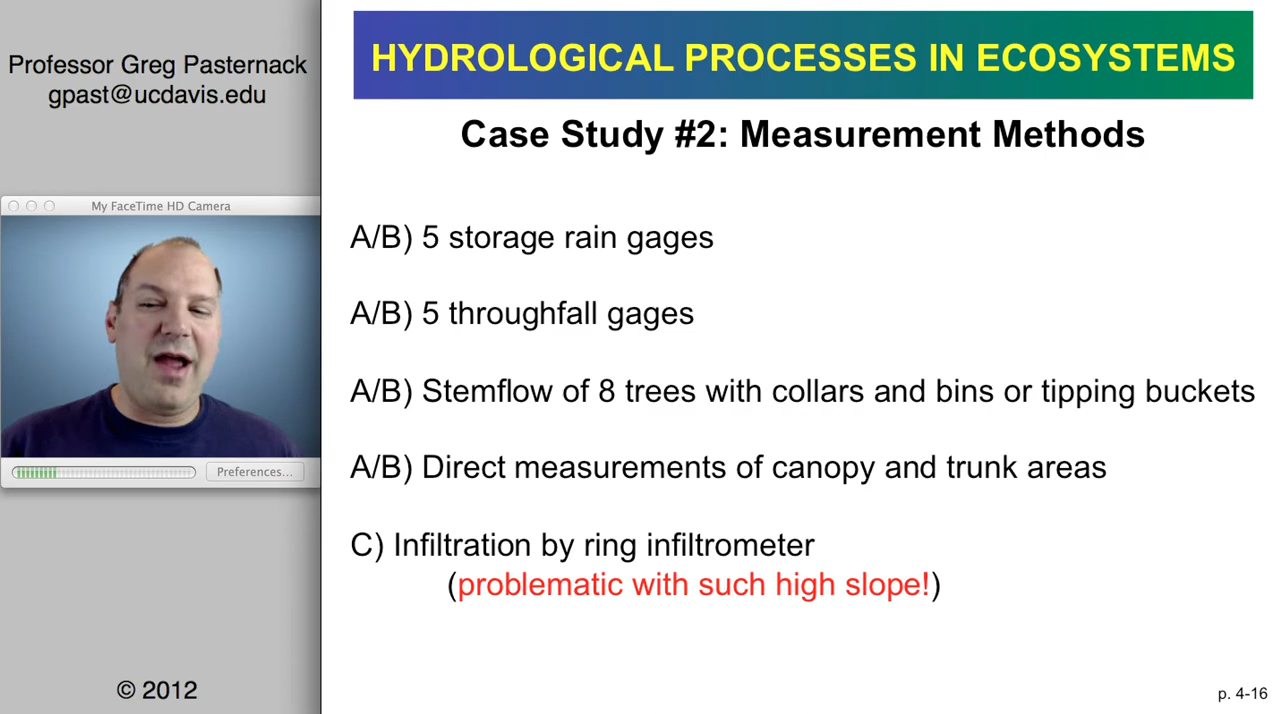 Professor Greg Pasternack
gpast@ucdavis.edu
My FaceTime HD Camera
Preferences...
© 2012
HYDROLOGICAL PROCESSES IN ECOSYSTEMS
Case Study #2: Measurement Methods
A/B) 5 storage rain gages
A/B) 5 throughfall gages
A/B) Stemflow of 8 trees with collars and bins or tipping buckets
A/B) Direct measurements of canopy and trunk areas
C) Infiltration by ring infiltrometer
(problematic with such high slope!)
p. 4-16